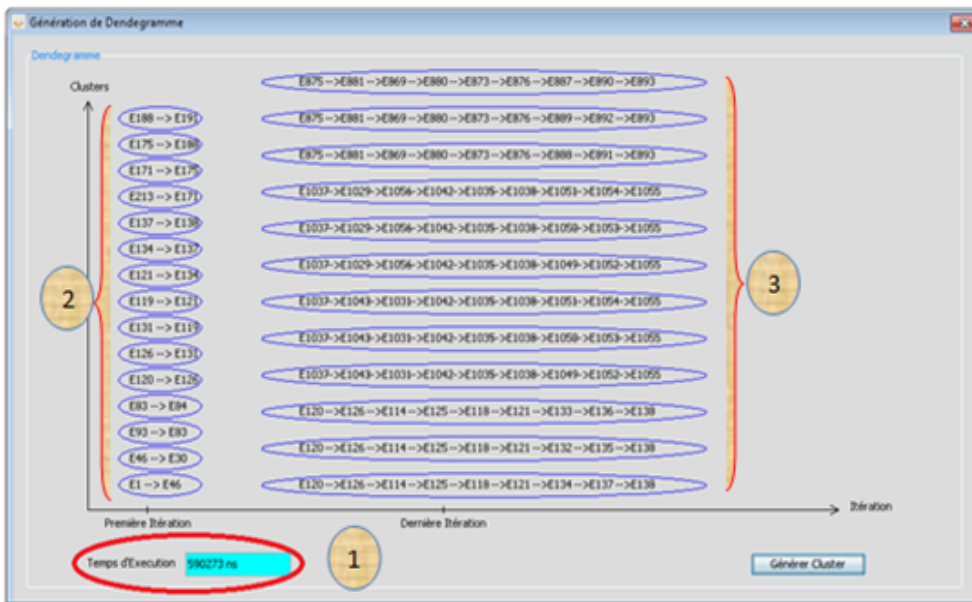 Génération de Dendegramme
Dendegramme
Clusters
E188 --> E191
E175 --> E188
E171 --> E175
E213 --> E171
E137 --> E138
E134 --> E137
E121 --> E134
E119 --> E121
E131 --> E119
E126 --> E131
E120 --> E126
E83 --> E84
E93 --> E83
E46 --> E30
E1 --> E46
2
E875 -->E881 -->E869 -->E880 -->E873 -->E876 -->E887 -->E890 -->E893
E875 -->E881 -->E869 -->E880 -->E873 -->E876 -->E889 -->E892 -->E893
E875 -->E881 -->E869 -->E880 -->E873 -->E876 -->E888 -->E891 -->E893
E1037->E1029->E1056->E1042->E1035->E1038->E1051->E1054->E1055
E1037->E1029->E1056->E1042->E1035->E1038->E1050->E1053->E1055
E1037->E1029->E1056->E1042->E1035->E1038->E1049->E1052->E1055
E1037->E1043->E1031->E1042->E1035->E1038->E1051->E1054->E1055
E1037->E1043->E1031->E1042->E1035->E1038->E1050->E1053->E1055
E1037->E1043->E1031->E1042->E1035->E1038->E1049->E1052->E1055
E120 -->E126 -->E114 -->E125 -->E118 -->E121 -->E133 -->E136 -->E138
E120 -->E126 -->E114 -->E125 -->E118 -->E121 -->E132 -->E135 -->E138
E120 -->E126 -->E114 -->E125 -->E118 -->E121 -->E134 -->E137 -->E138
3
Itération
Première Itération
Dernière Itération
Temps d'Execution
590273 ns
1
Générer Cluster